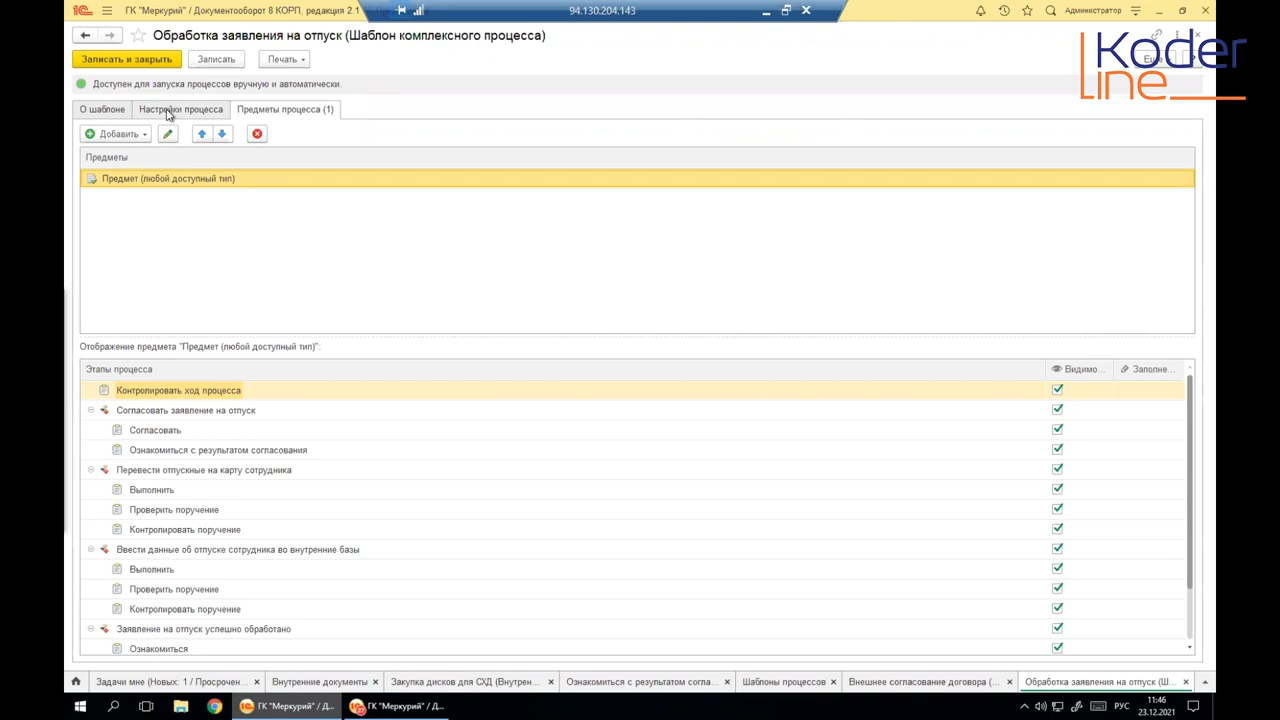 ГК "Меркурий" / Документооборот 8 КОРП, редакция 2.1
94.130.204.143
Администратор
Обработка заявления на отпуск (Шаблон комплексного процесса)
Koder
line
Записать и закрыть
Записать
Печать
Доступен для запуска процессов вручную и автоматически.
О шаблоне
Настройки процесса
Предметы процесса (1)
Добавить
Предметы
Предмет (любой доступный тип)
Отображение предмета "Предмет (любой доступный тип)":
Этапы процесса
Видимо...
Заполне...
Контролировать ход процесса
Согласовать заявление на отпуск
Согласовать
Ознакомиться с результатом согласования
Перевести отпускные на карту сотрудника
Выполнить
Проверить поручение
Контролировать поручение
Ввести данные об отпуске сотрудника во внутренние базы
Выполнить
Проверить поручение
Контролировать поручение
Заявление на отпуск успешно обработано
Ознакомиться
Задачи мне (Новых: 1 / Просрочен...
Внутренние документы
Закупка дисков для СХД (Внутрен...
Ознакомиться с результатом согла...
Шаблоны процессов
Внешнее согласование договора (...
Обработка заявления на отпуск (Ш...
ГК "Меркурий" / Д...
ГК "Меркурий" / Д...
РУС
11:46
23.12.2021